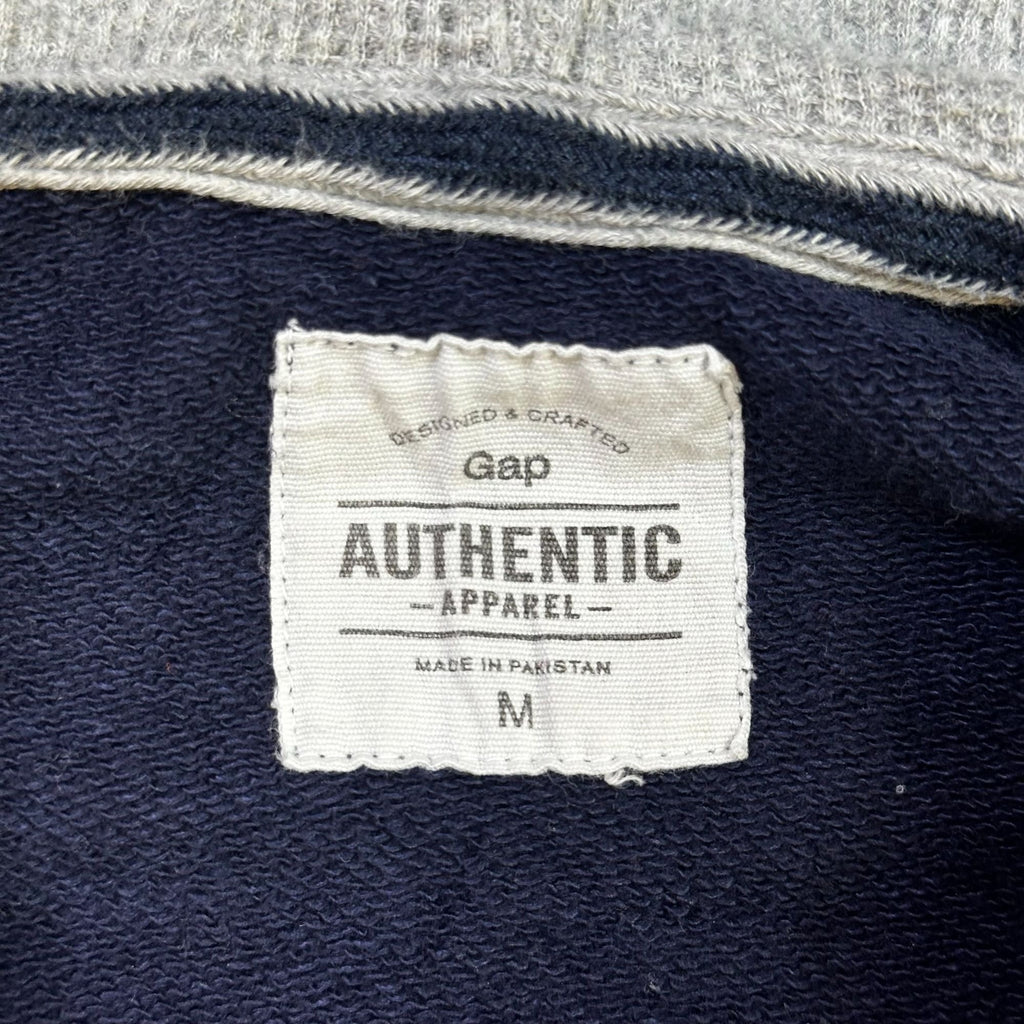 DESIGNED & CRAFTED
Gap
AUTHENTIC
—APPAREL—
MADE IN PAKISTAN
M